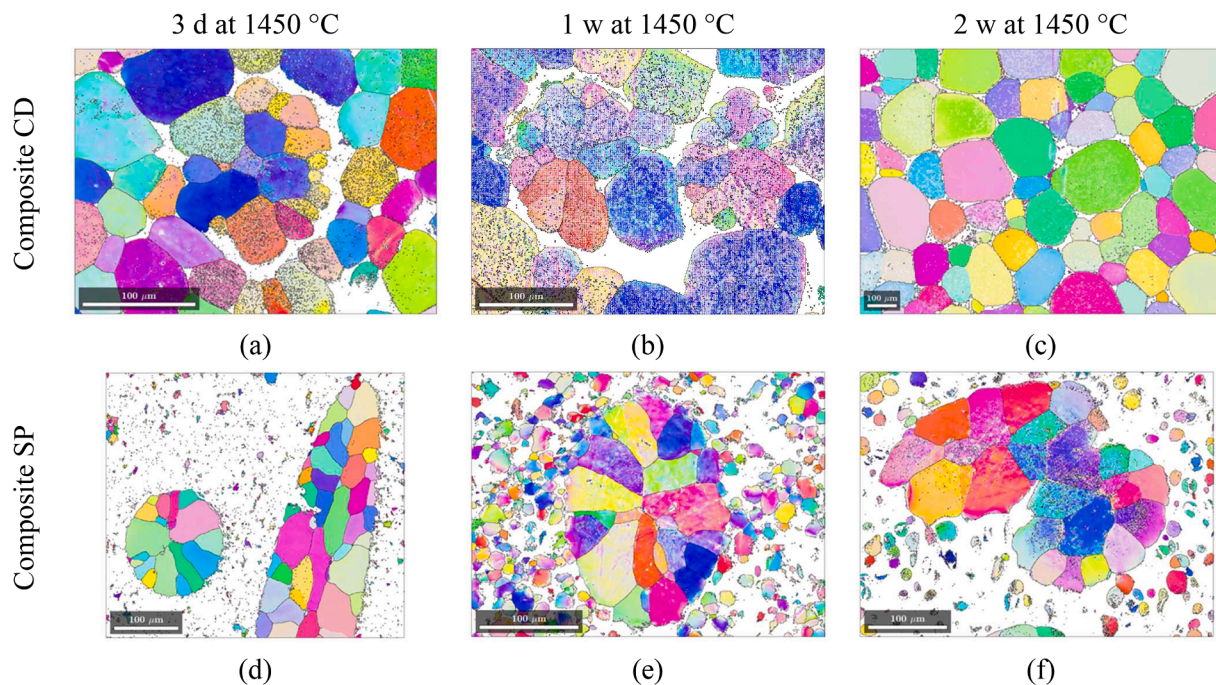 3 d at 1450 °C 1 w at 1450 °C 2 w at 1450 °C
Composite CD
100 μm 100 μm 100 μm
(a) (b) (c)
Composite SP
100 μm 100 μm 100 μm
(d) (e) (f)